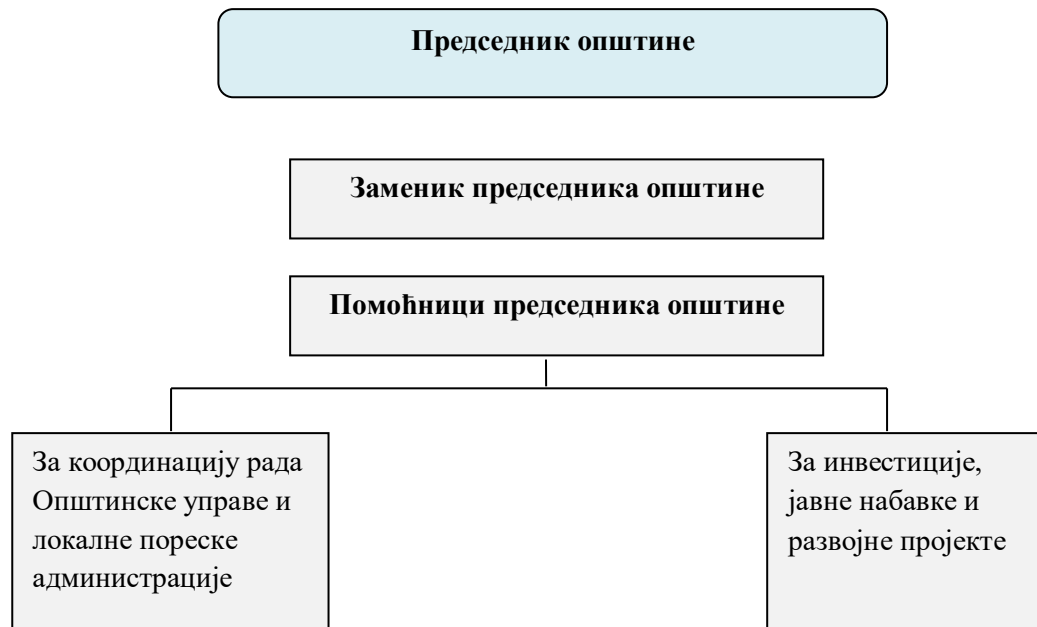 Председник општине
Заменик председника општине
Помоћници председника општине
За координацију рада
Општинске управе и
локалне пореске
администрације
За инвестиције,
јавне набавке и
развојне пројекте